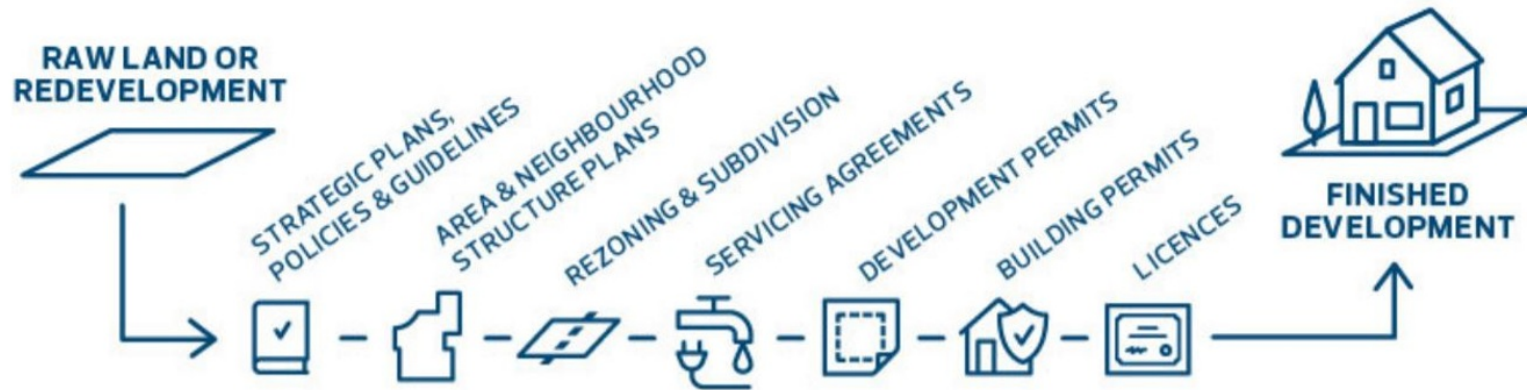 RAW LAND OR
REDEVELOPMENT
STRATEGIC PLANS,
POLICIES & GUIDELINES
AREA & NEIGHBOURHOOD
STRUCTURE PLANS
REZONING & SUBDIVISION
SERVICING AGREEMENTS
DEVELOPMENT PERMITS
BUILDING PERMITS
LICENCES
FINISHED
DEVELOPMENT